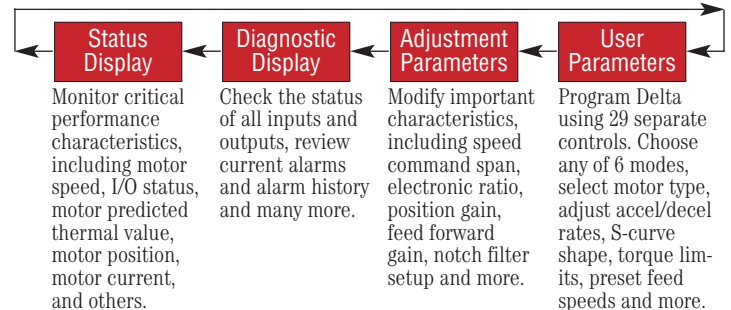 Status
Display
Monitor critical
performance
characteristics,
including motor
speed, I/O status,
motor predicted
thermal value,
motor position,
motor current,
and others.
Diagnostic
Display
Check the status
of all inputs and
outputs, review
current alarms
and alarm history
and many more.
Adjustment
Parameters
Modify important
characteristics,
including speed
command span,
electronic ratio,
position gain,
feed forward
gain, notch filter
setup and more.
User
Parameters
Program Delta
using 29 separate
controls. Choose
any of 6 modes,
select motor type,
adjust accel/decel
rates, S-curve
shape, torque lim-
its, preset feed
speeds and more.